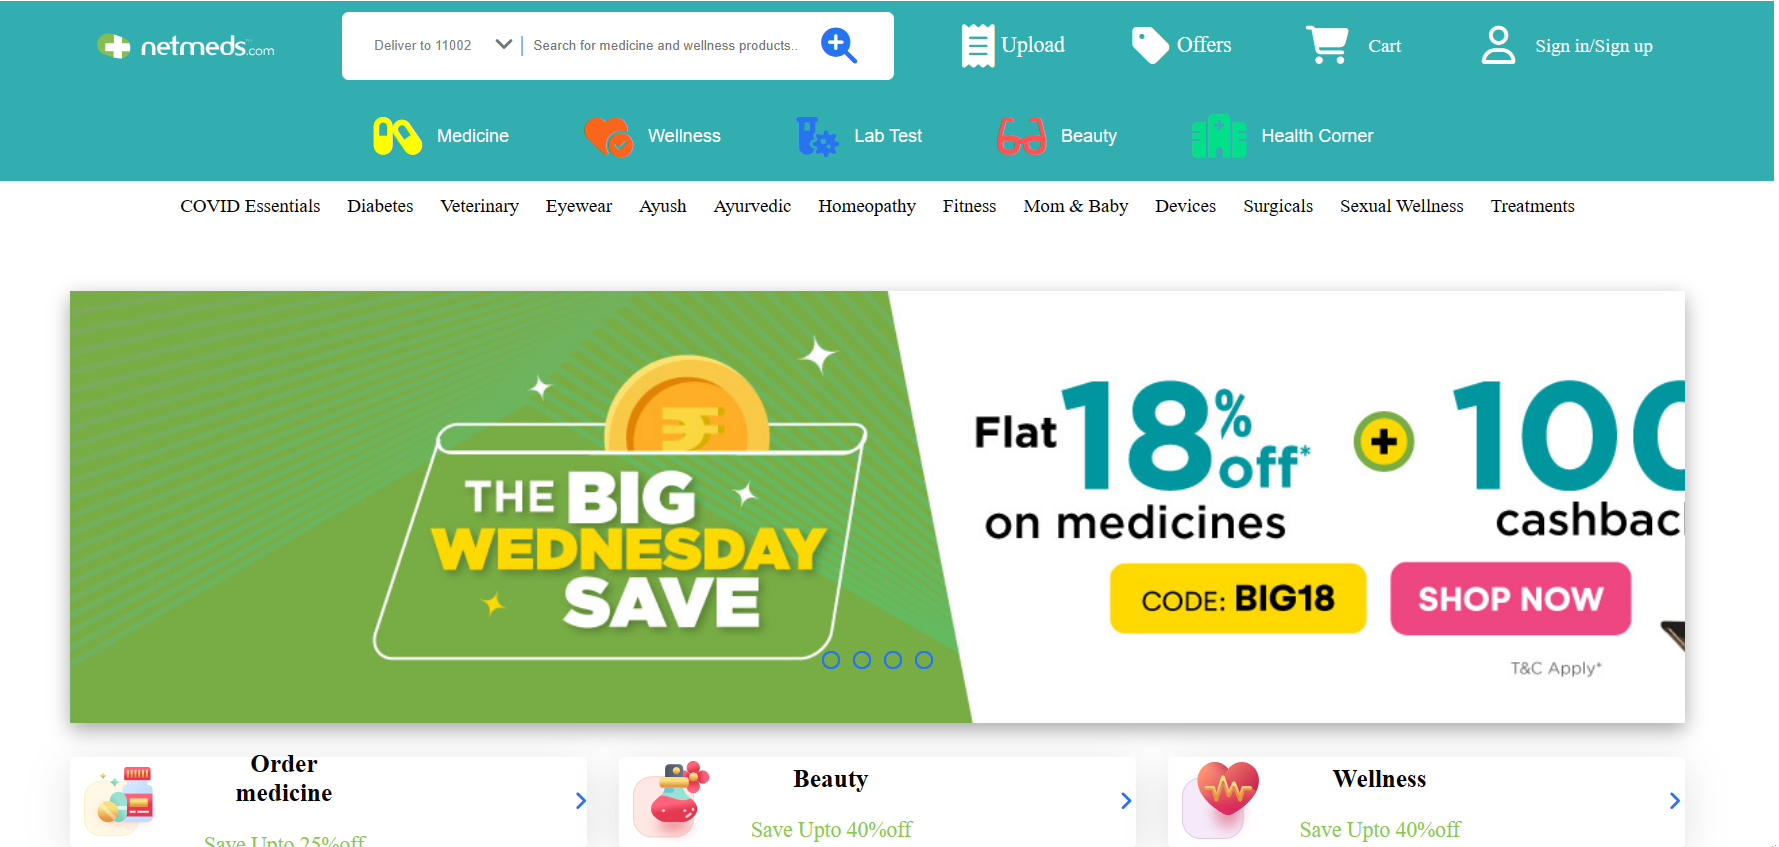 netmeds.com
Deliver to 11002
Search for medicine and wellness products..
Upload
Offers
Cart
Sign in/Sign up
Medicine
Wellness
Lab Test
Beauty
Health Corner
COVID Essentials Diabetes Veterinary Eyewear Ayush Ayurvedic Homeopathy Fitness Mom & Baby Devices Surgicals Sexual Wellness Treatments
THE BIG
WEDNESDAY
SAVE
Flat 18% off*
on medicines
100
cashbac
CODE: BIG18
SHOP NOW
T&C Apply*
Order
medicine
Save Upto 25%off
Beauty
Save Upto 40%off
Wellness
Save Upto 40%off